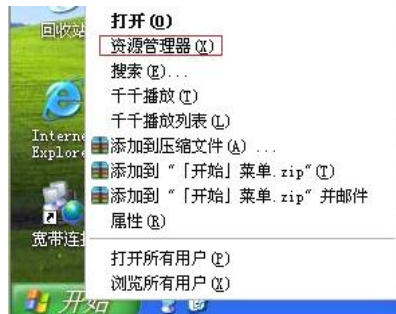 回收站
打开(O)
资源管理器(X)
搜索(E)...
千千播放(T)
千千播放列表(L)
Interne
Explore
添加到压缩文件(A) ...
添加到 "「开始」菜单.zip"(T)
添加到 "「开始」菜单.zip" 并邮件
属性(R)
宽带连
打开所有用户(P)
浏览所有用户(X)
开始